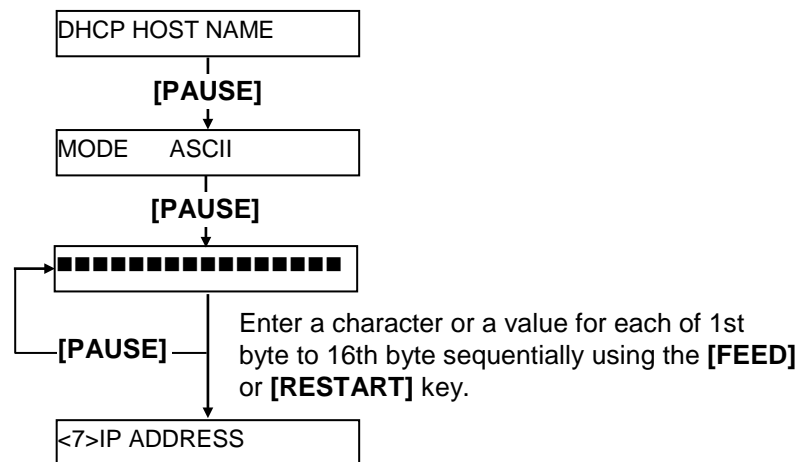 DHCP HOST NAME
[PAUSE]
MODE ASCII
[PAUSE]
■■■■■■■■■■■■■■■■
Enter a character or a value for each of 1st
[PAUSE]
byte to 16th byte sequentially using the [FEED]
or [RESTART] key.
<7>IP ADDRESS